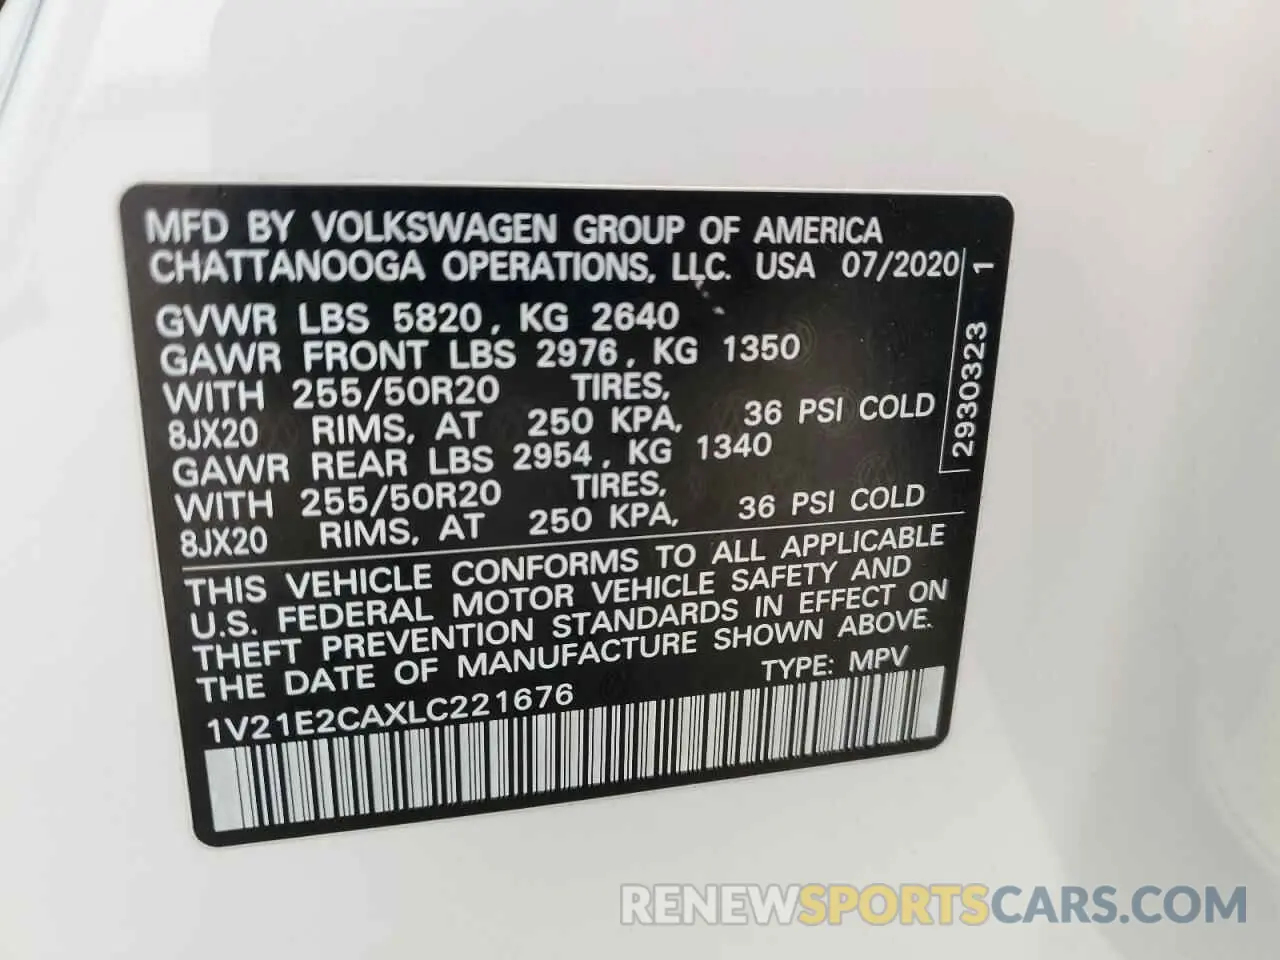 MFD BY VOLKSWAGEN GROUP OF AMERICA
CHATTANOOGA OPERATIONS, LLC. USA 07/2020
GVWR LBS 5820, KG 2640
GAWR FRONT LBS 2976, KG 1350
WITH 255/50R20 TIRES,
8JX20 RIMS, AT 250 KPA, 36 PSI COLD
GAWR REAR LBS 2954, KG 1340
WITH 255/50R20 TIRES,
8JX20 RIMS, AT 250 KPA, 36 PSI COLD
2930323 1
THIS VEHICLE CONFORMS TO ALL APPLICABLE
U.S. FEDERAL MOTOR VEHICLE SAFETY AND
THEFT PREVENTION STANDARDS IN EFFECT ON
THE DATE OF MANUFACTURE SHOWN ABOVE.
1V21E2CAXLC221676 TYPE: MPV
RENEWSPORTSCARS.COM